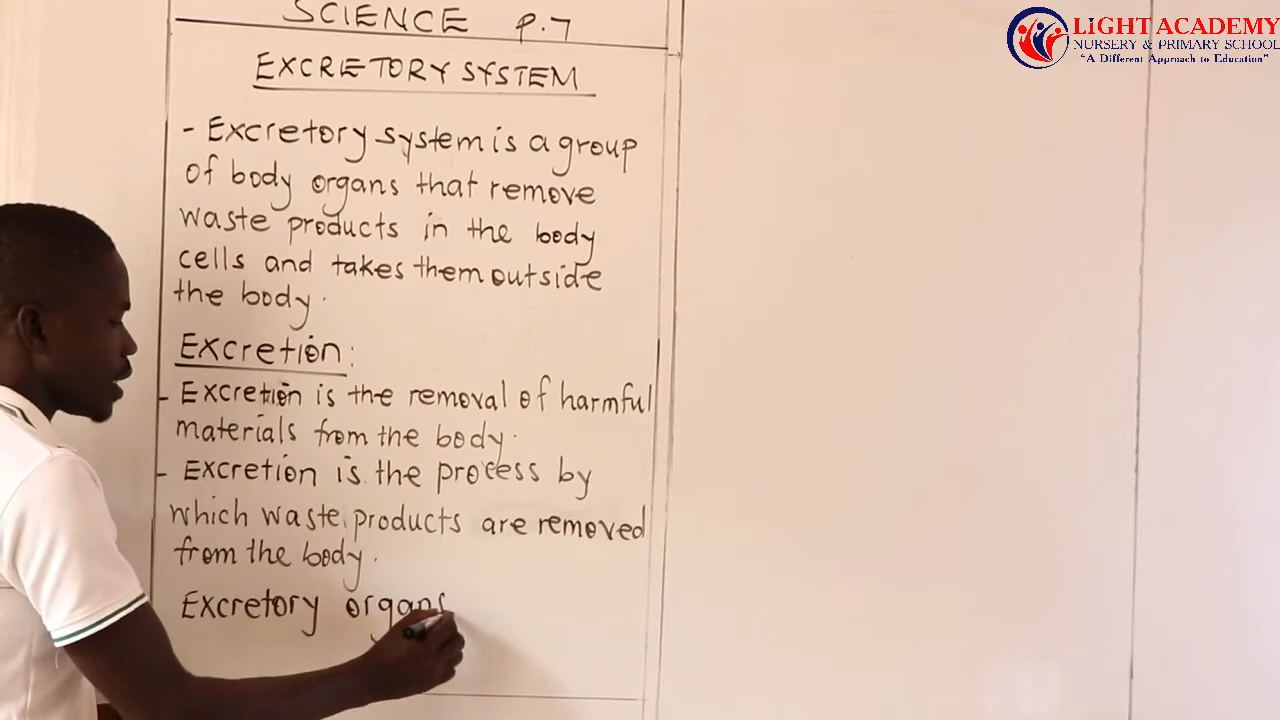 SCIENCE P.7
EXCRETORY SYSTEM
- Excretory system is a group
of body organs that remove
waste products in the body
cells and takes them outside
the body.
Excretion:
- Excretion is the removal of harmful
materials from the body.
- Excretion is the process by
which waste products are removed
from the body.
Excretory organs
LIGHT ACADEMY
NURSERY & PRIMARY SCHOOL
"A Different Approach to Education"